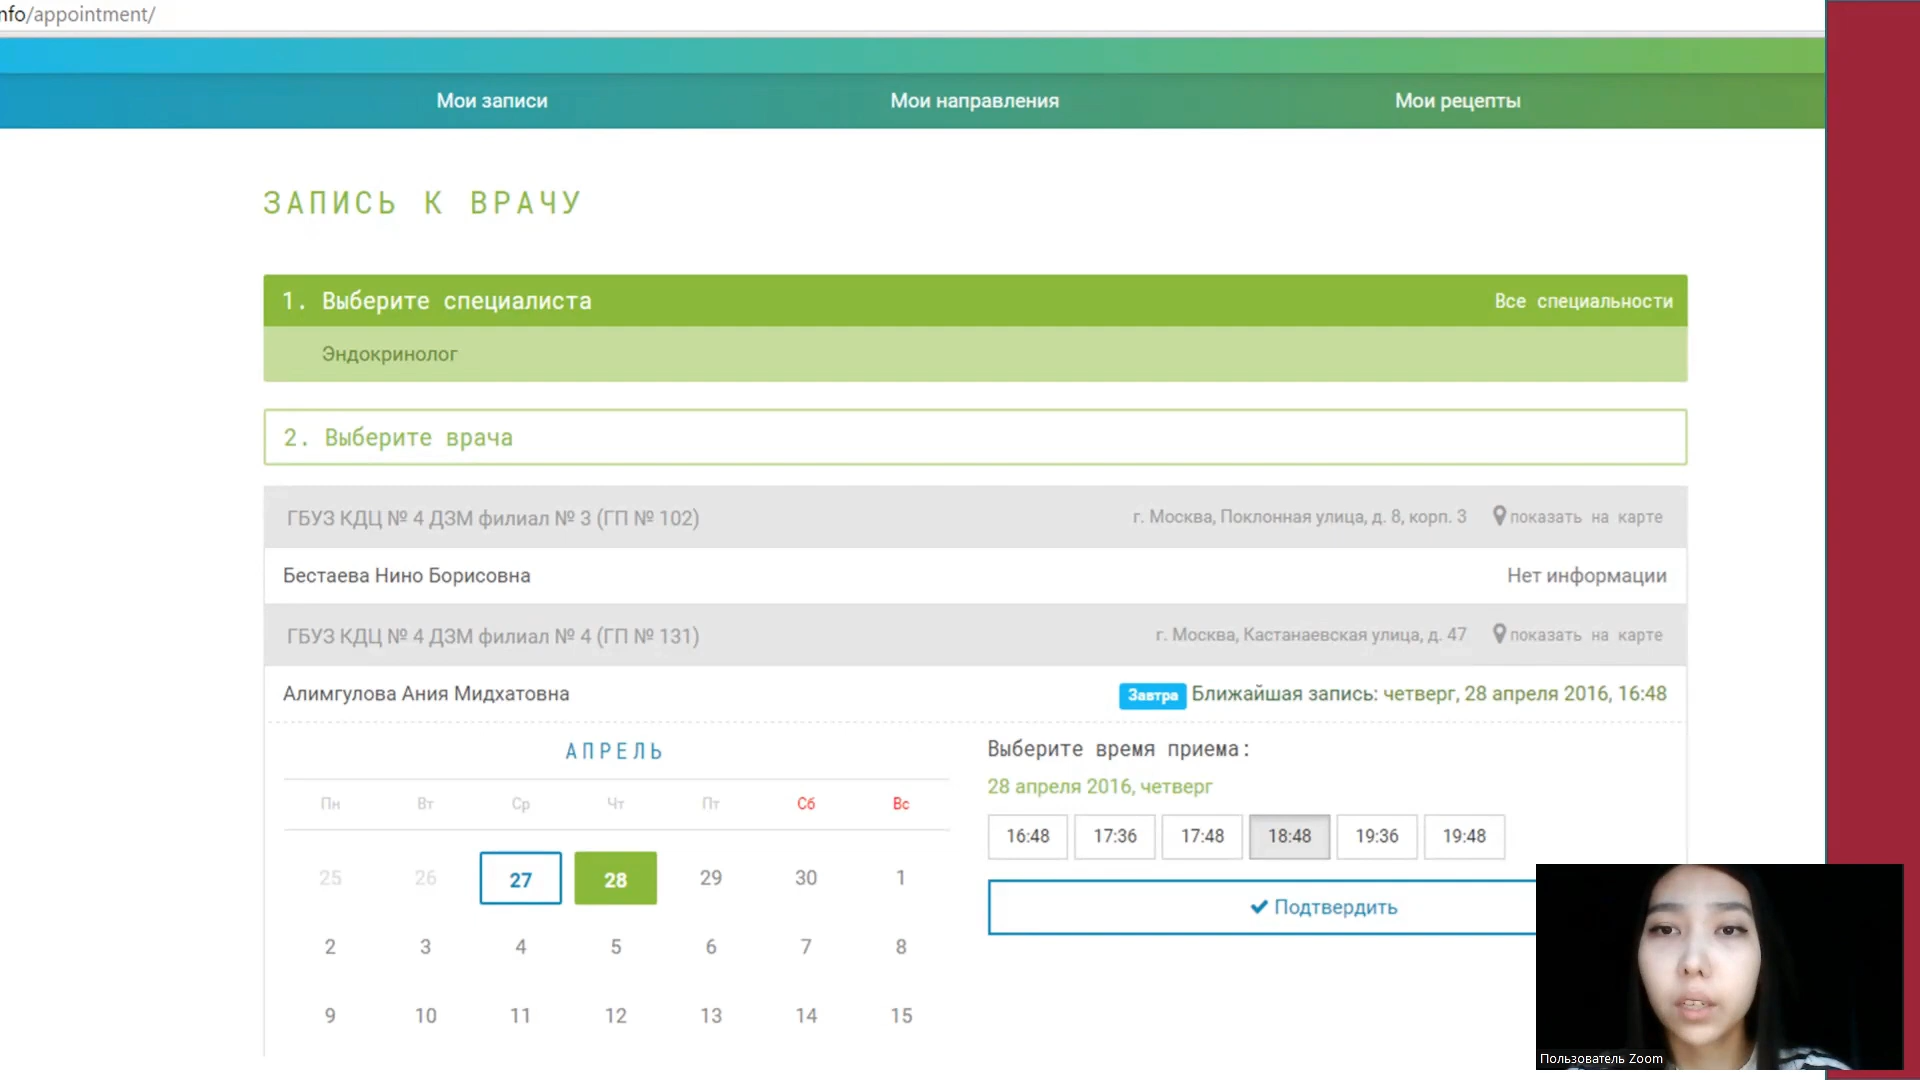 nfo/appointment/
Мои записи Мои направления Мои рецепты
ЗАПИСЬ К ВРАЧУ
1. Выберите специалиста Все специальности
Эндокринолог
2. Выберите врача
ГБУЗ КДЦ № 4 ДЗМ филиал № 3 (ГП № 102) г. Москва, Поклонная улица, д. 8, корп. 3 показать на карте
Бестаева Нино Борисовна Нет информации
ГБУЗ КДЦ № 4 ДЗМ филиал № 4 (ГП № 131) г. Москва, Кастанаевская улица, д. 47 показать на карте
Алимгулова Ания Мидхатовна Завтра Ближайшая запись: четверг, 28 апреля 2016, 16:48
АПРЕЛЬ
Пн Вт Ср Чт Пт Сб Вс
25 26 27 28 29 30 1
2 3 4 5 6 7 8
9 10 11 12 13 14 15
Выберите время приема:
28 апреля 2016, четверг
16:48 17:36 17:48 18:48 19:36 19:48
Подтвердить
Пользователь Zoom